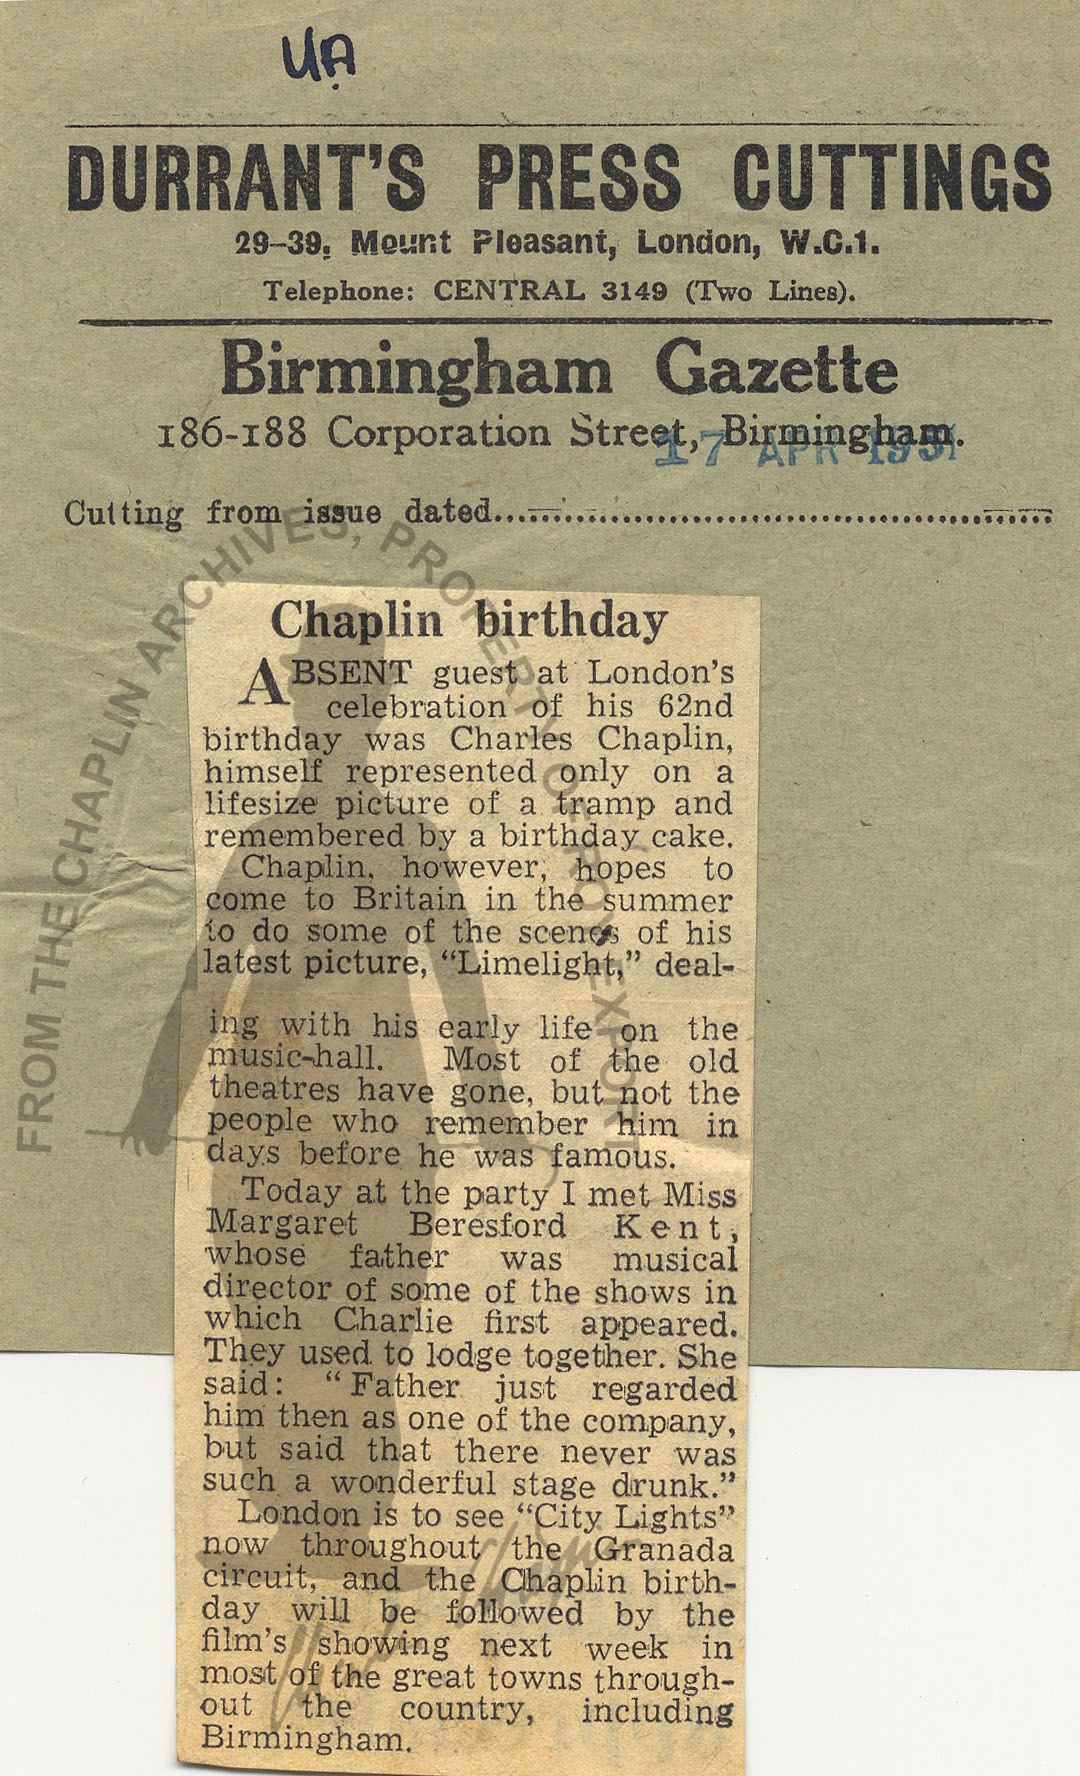 UA
DURRANT'S PRESS CUTTINGS
29–39, Mount Pleasant, London, W.C.1.
Telephone: CENTRAL 3149 (Two Lines).
Birmingham Gazette
186-188 Corporation Street, Birmingham.
17 APR 1951
Cutting from issue dated
FROM THE CHAPLIN ARCHIVES, PROPERTY OF ROY EXPORT
Chaplin birthday
ABSENT guest at London's
celebration of his 62nd
birthday was Charles Chaplin,
himself represented only on a
lifesize picture of a tramp and
remembered by a birthday cake.
Chaplin, however, hopes to
come to Britain in the summer
to do some of the scenes of his
latest picture, "Limelight," deal-
ing with his early life on the
music-hall. Most of the old
theatres have gone, but not the
people who remember him in
days before he was famous.
Today at the party I met Miss
Margaret Beresford Kent,
whose father was musical
director of some of the shows in
which Charlie first appeared.
They used to lodge together. She
said: "Father just regarded
him then as one of the company,
but said that there never was
such a wonderful stage drunk."
London is to see "City Lights"
now throughout the Granada
circuit, and the Chaplin birth-
day will be followed by the
film's showing next week in
most of the great towns through-
out the country, including
Birmingham.